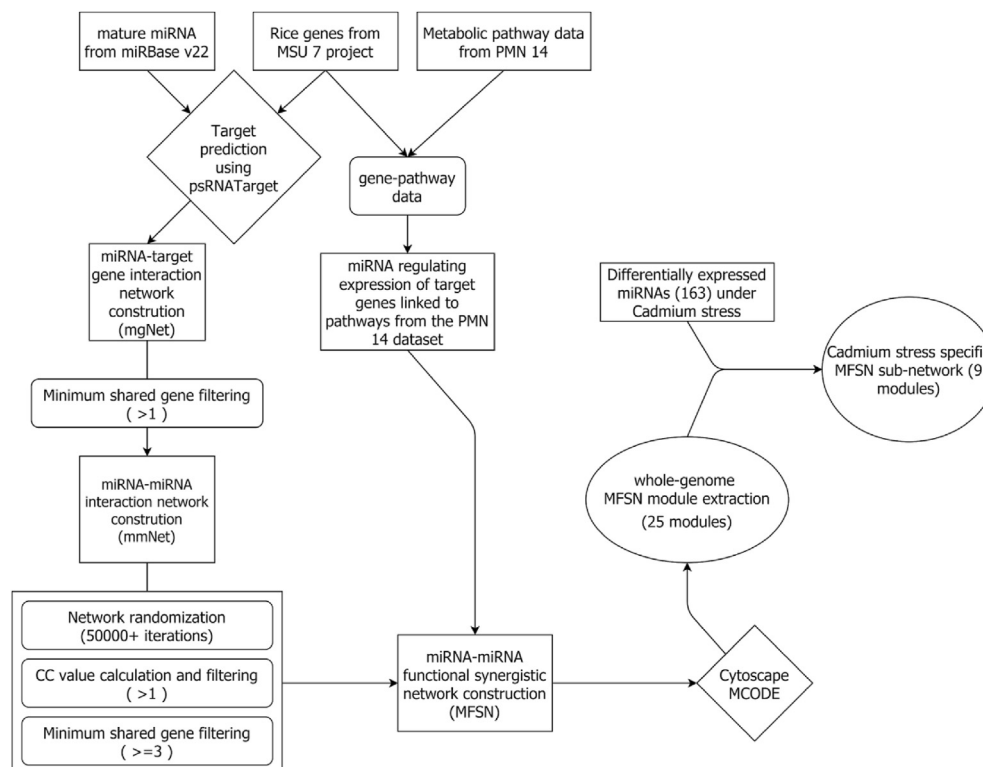 mature miRNA
from miRBase v22
Rice genes from
MSU 7 project
Metabolic pathway data
from PMN 14
Target
prediction
using
psRNATarget
gene-pathway
data
miRNA-target
gene interaction
network
constrution
(mgNet)
miRNA regulating
expression of target
genes linked to
pathways from the PMN
14 dataset
Differentially expressed
miRNAs (163) under
Cadmium stress
Cadmium stress specifi
MFSN sub-network (9
modules)
Minimum shared gene filtering
( >1 )
miRNA-miRNA
interaction network
constrution
(mmNet)
whole-genome
MFSN module extraction
(25 modules)
Network randomization
(50000+ iterations)
CC value calculation and filtering
( >1 )
Minimum shared gene filtering
( >=3 )
miRNA-miRNA
functional synergistic
network construction
(MFSN)
Cytoscape
MCODE